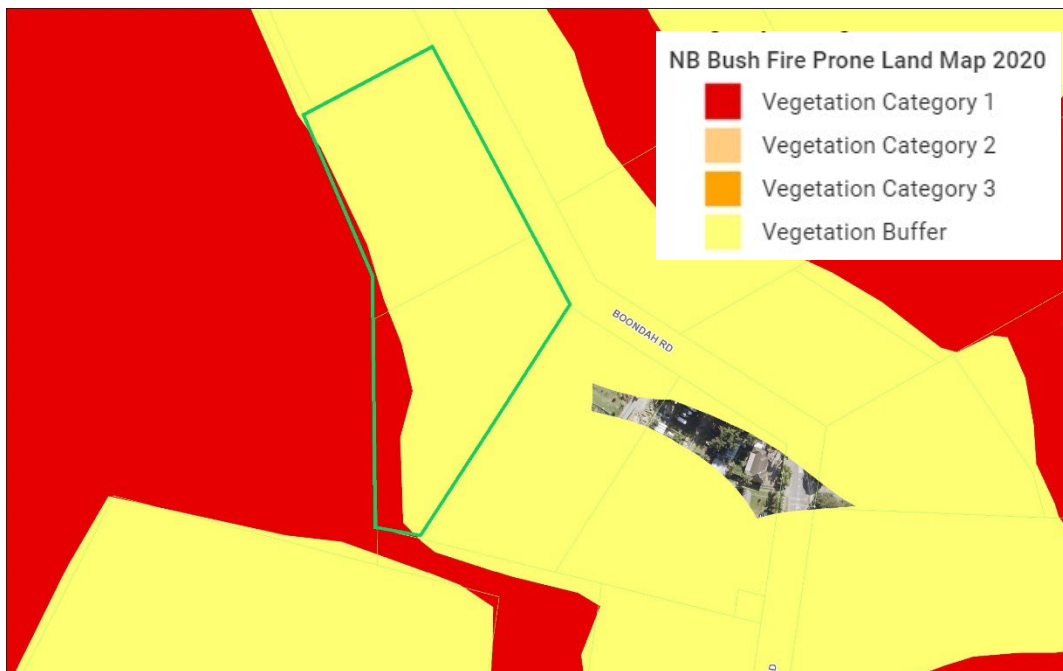 NB Bush Fire Prone Land Map 2020
Vegetation Category 1
Vegetation Category 2
Vegetation Category 3
Vegetation Buffer
BOONDAH RD
D